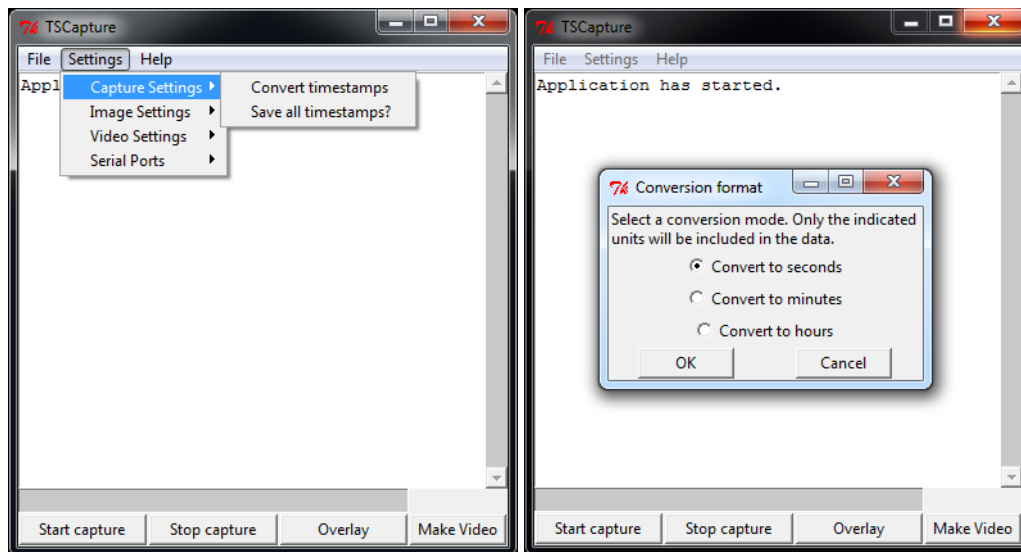 TSCapture
File Settings Help
Appl
Capture Settings
Convert timestamps
Image Settings
Save all timestamps?
Video Settings
Serial Ports
Start capture Stop capture Overlay Make Video
TSCapture
File Settings Help
Application has started.
Conversion format
Select a conversion mode. Only the indicated
units will be included in the data.
Convert to seconds
Convert to minutes
Convert to hours
OK Cancel
Start capture Stop capture Overlay Make Video